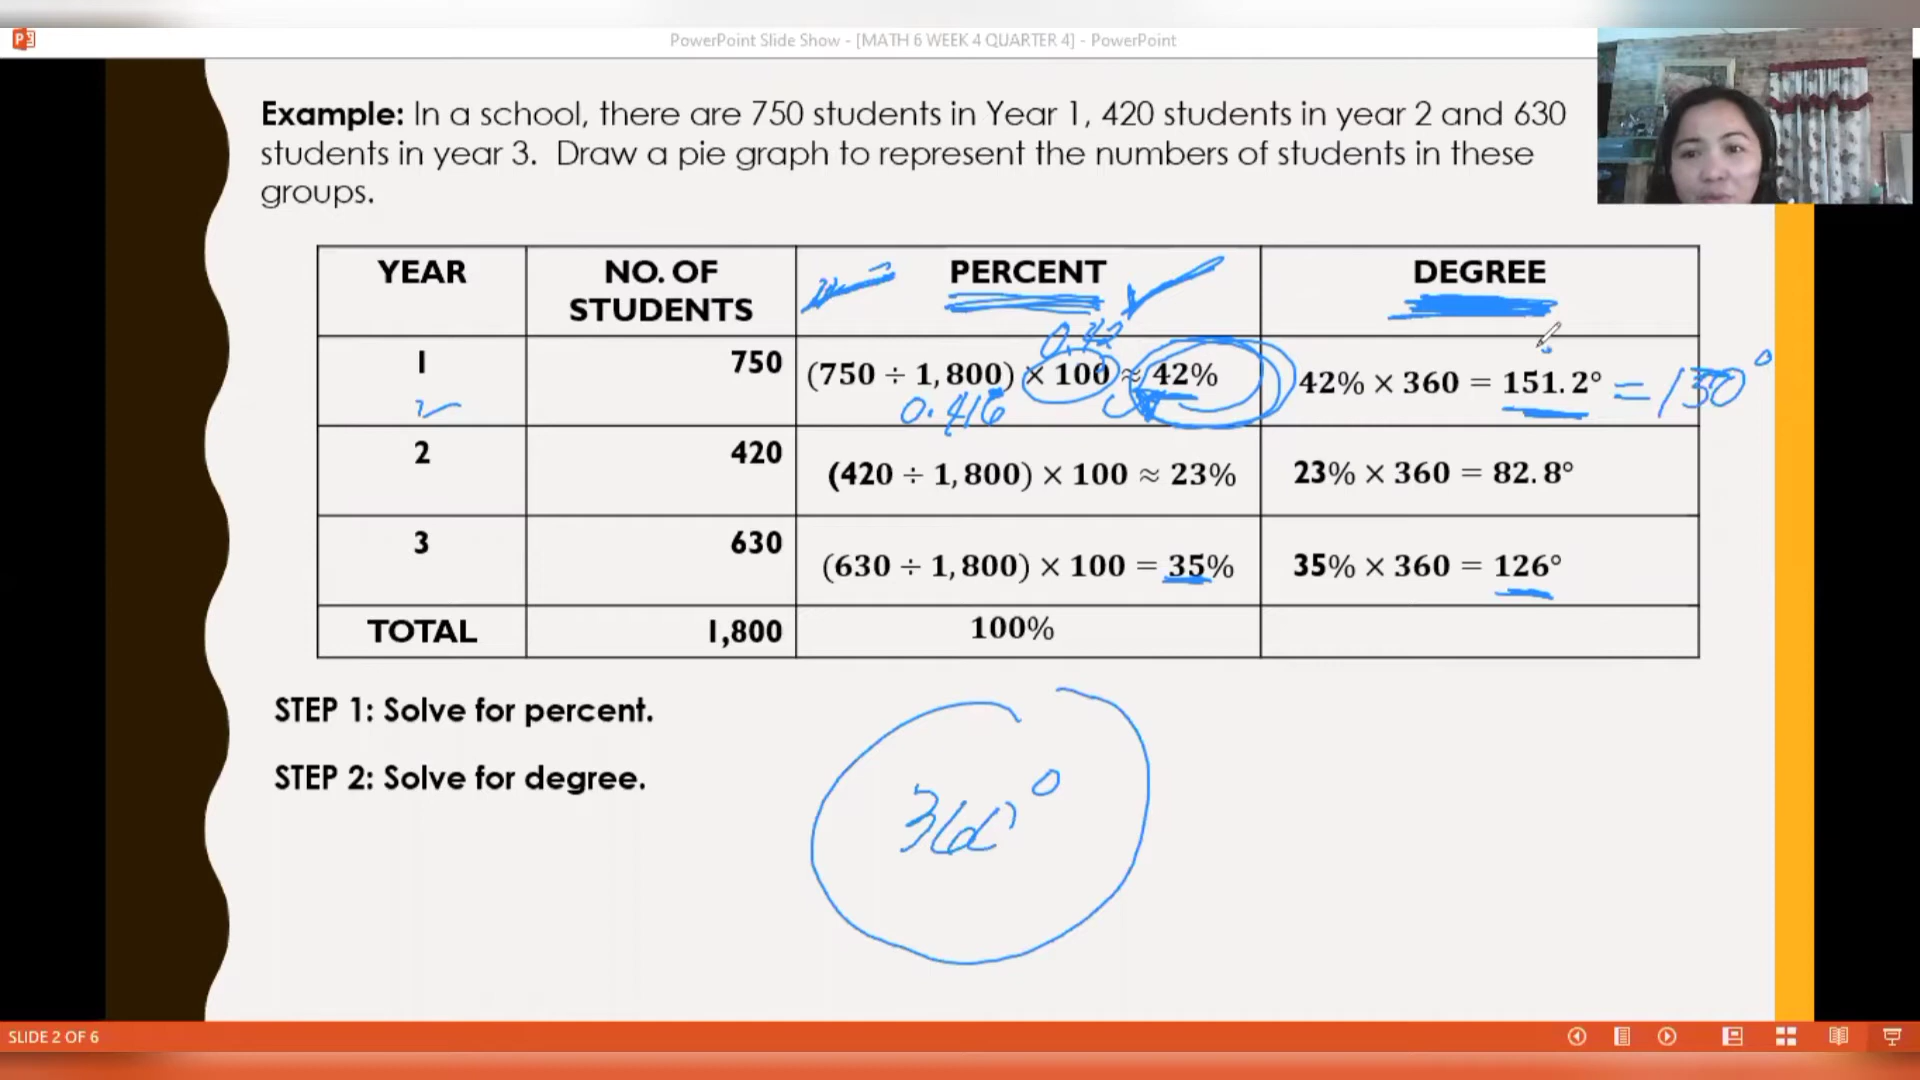 PowerPoint Slide Show - [MATH 6 WEEK 4 QUARTER 4] - PowerPoint
Example: In a school, there are 750 students in Year 1, 420 students in year 2 and 630
students in year 3. Draw a pie graph to represent the numbers of students in these
groups.
YEAR NO. OF STUDENTS PERCENT DEGREE
0.42
1 750 (750 ÷ 1,800) × 100 ≈ 42% 42% × 360 = 151.2° = 150°
0.416
2 420 (420 ÷ 1,800) × 100 ≈ 23% 23% × 360 = 82.8°
3 630 (630 ÷ 1,800) × 100 = 35% 35% × 360 = 126°
TOTAL 1,800 100%
STEP 1: Solve for percent.
STEP 2: Solve for degree.
360°
SLIDE 2 OF 6